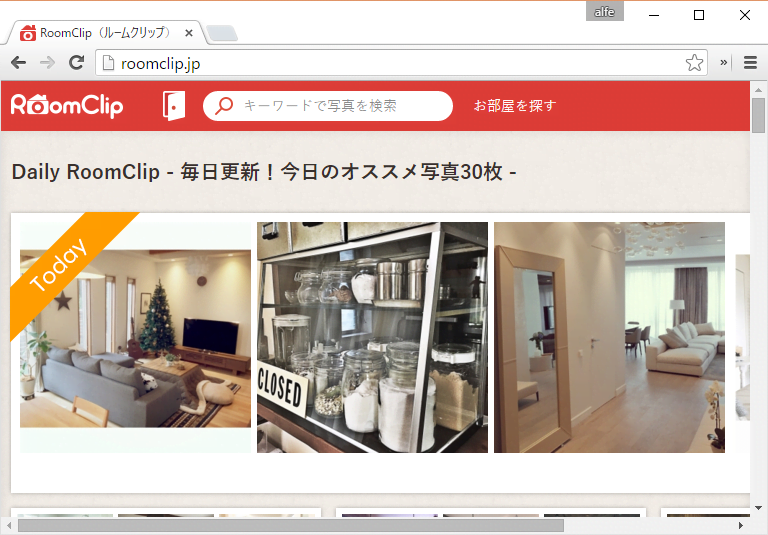 alfe
RoomClip（ルームクリップ）
roomclip.jp
RoomClip
キーワードで写真を検索
お部屋を探す
Daily RoomClip - 毎日更新！今日のオススメ写真30枚 -
Today
CLOSED